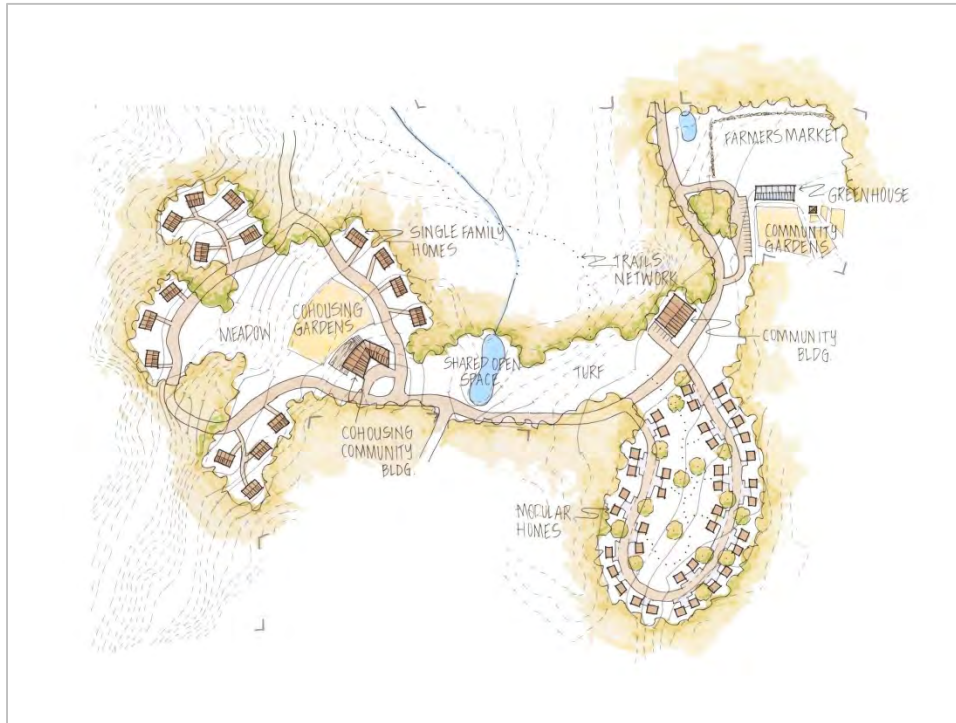 FARMERS MARKET
GREENHOUSE
COMMUNITY
GARDENS
SINGLE FAMILY
HOMES
TRAILS
NETWORK
COHOUSING
GARDENS
MEADOW
COMMUNITY
BLDG.
SHARED OPEN
SPACE
TURF
COHOUSING
COMMUNITY
BLDG.
MODULAR
HOMES